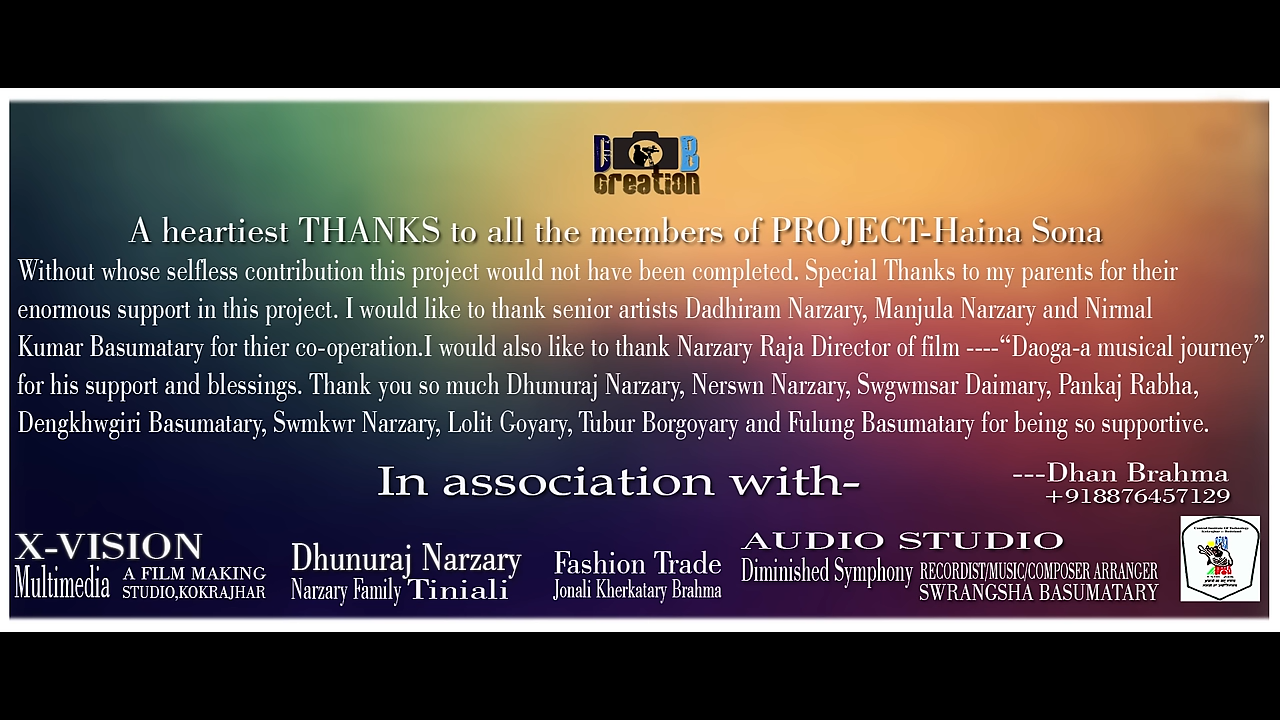 D B
creation
A heartiest THANKS to all the members of PROJECT-Haina Sona
Without whose selfless contribution this project would not have been completed. Special Thanks to my parents for their
enormous support in this project. I would like to thank senior artists Dadhiram Narzary, Manjula Narzary and Nirmal
Kumar Basumatary for thier co-operation.I would also like to thank Narzary Raja Director of film ----“Daoga-a musical journey”
for his support and blessings. Thank you so much Dhunuraj Narzary, Nerswn Narzary, Swgwmsar Daimary, Pankaj Rabha,
Dengkhwgiri Basumatary, Swmkwr Narzary, Lolit Goyary, Tubur Borgoyary and Fulung Basumatary for being so supportive.
In association with-
---Dhan Brahma
+918876457129
X-VISION
Multimedia A FILM MAKING
STUDIO,KOKRAJHAR
Dhunuraj Narzary
Narzary Family Tiniali
Fashion Trade
Jonali Kherkatary Brahma
AUDIO STUDIO
Diminished Symphony RECORDIST/MUSIC/COMPOSER ARRANGER
SWRANGSHA BASUMATARY
Central Institute Of Technology